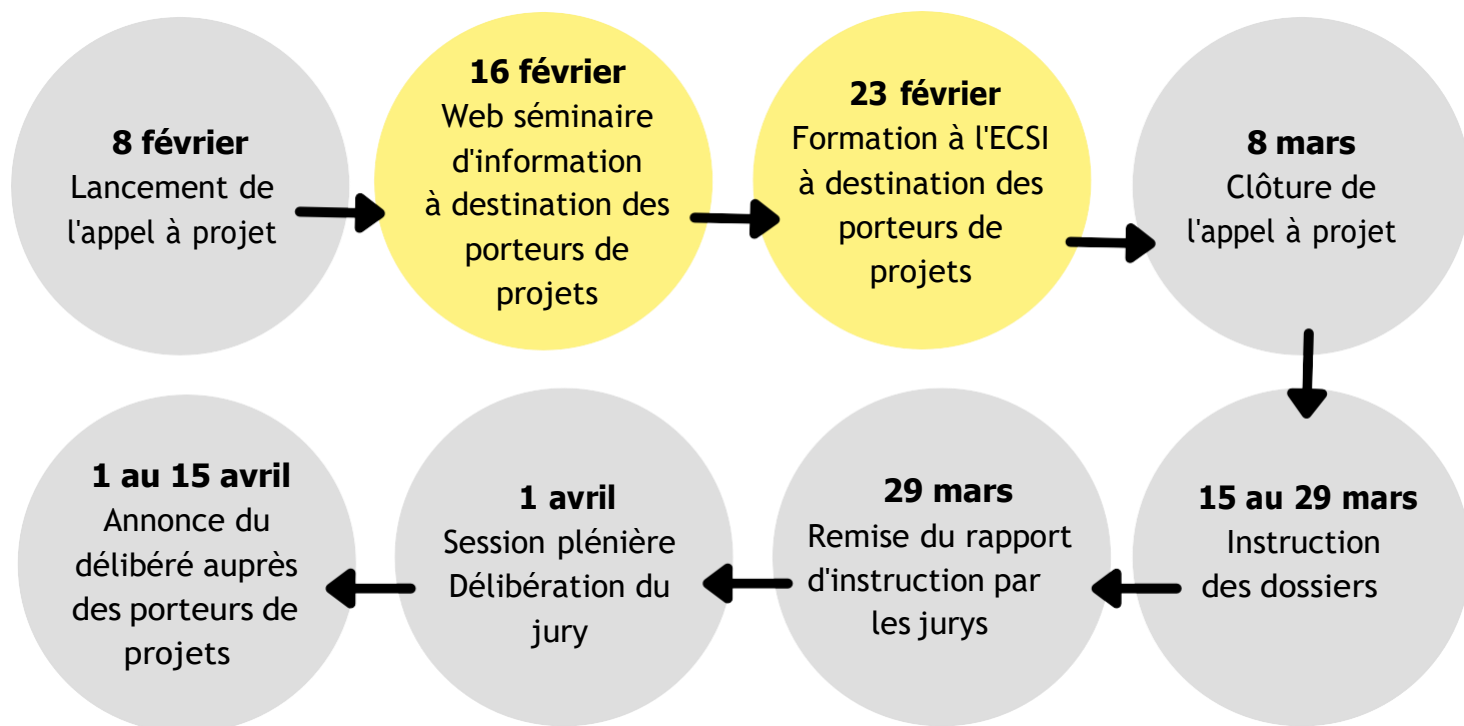 8 février
Lancement de
l'appel à projet
16 février
Web séminaire
d'information
à destination des
porteurs de
projets
23 février
Formation à l'ECSI
à destination des
porteurs de
projets
8 mars
Clôture de
l'appel à projet
15 au 29 mars
Instruction
des dossiers
29 mars
Remise du rapport
d'instruction par
les jurys
1 avril
Session plénière
Délibération du
jury
1 au 15 avril
Annonce du
délibéré auprès
des porteurs de
projets